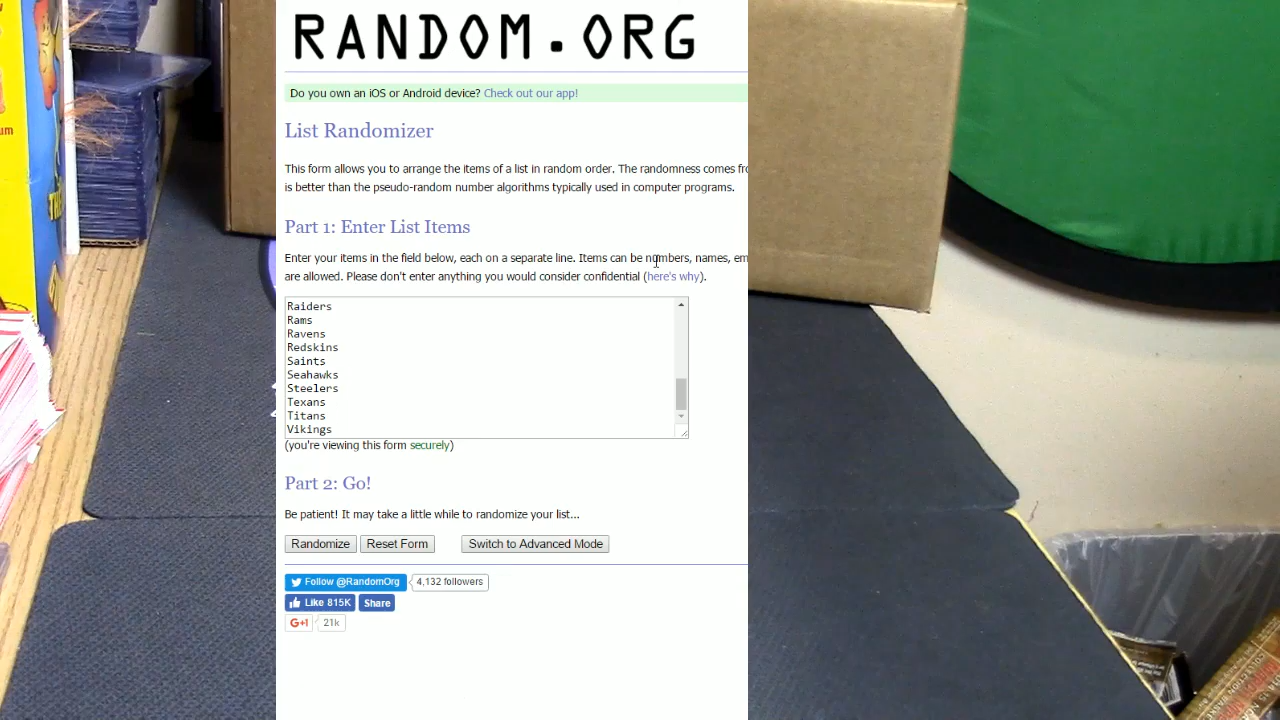 RANDOM.ORG
Do you own an iOS or Android device? Check out our app!
List Randomizer
This form allows you to arrange the items of a list in random order. The randomness comes fro
is better than the pseudo-random number algorithms typically used in computer programs.
Part 1: Enter List Items
Enter your items in the field below, each on a separate line. Items can be numbers, names, em
are allowed. Please don't enter anything you would consider confidential (here's why).
Raiders
Rams
Ravens
Redskins
Saints
Seahawks
Steelers
Texans
Titans
Vikings
(you're viewing this form securely)
Part 2: Go!
Be patient! It may take a little while to randomize your list...
Randomize Reset Form Switch to Advanced Mode
Follow @RandomOrg 4,132 followers
Like 815K Share
G+1 21k